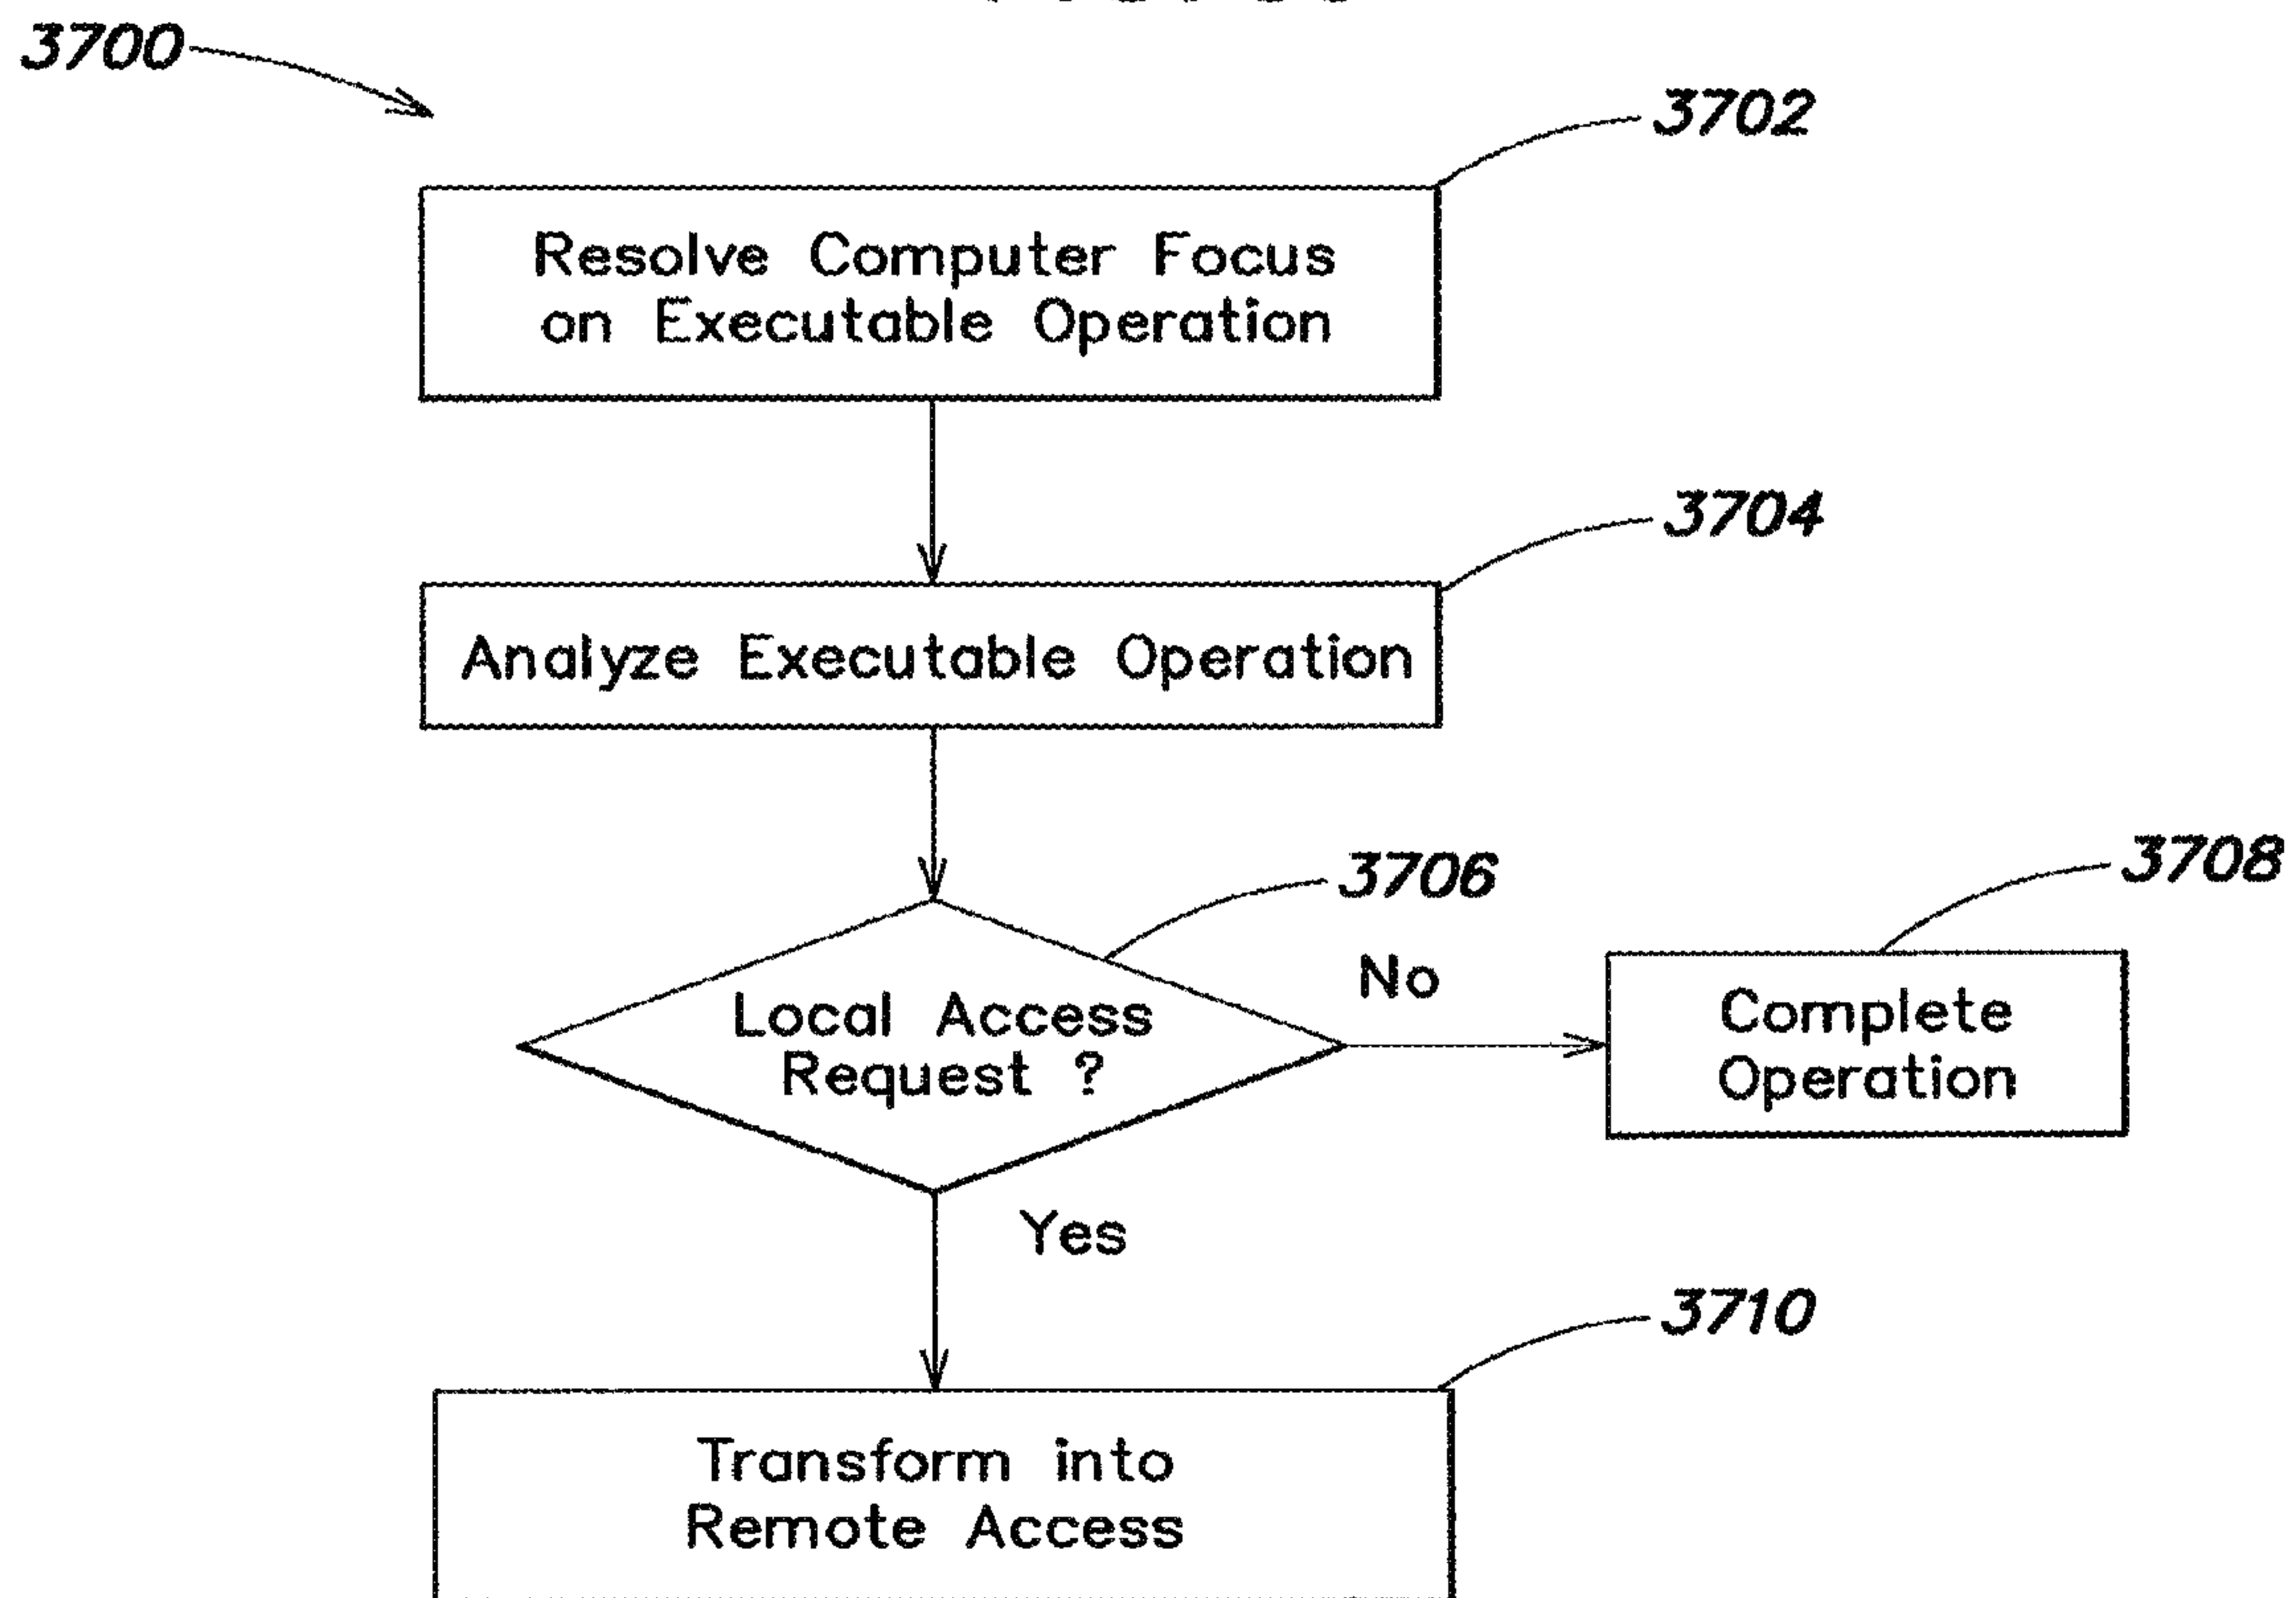 3700
3702
Resolve Computer Focus
on Executable Operation
3704
Analyze Executable Operation
3706
3708
No
Local Access
Request ?
Complete
Operation
Yes
3710
Transform into
Remote Access